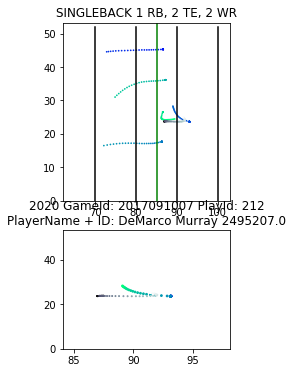 SINGLEBACK 1 RB, 2 TE, 2 WR
50
40
30
20
10
0
70 80 90 100
2020 GameId: 2017091007 PlayId: 212
PlayerName + ID: DeMarco Murray 2495207.0
40
20
0
85 90 95